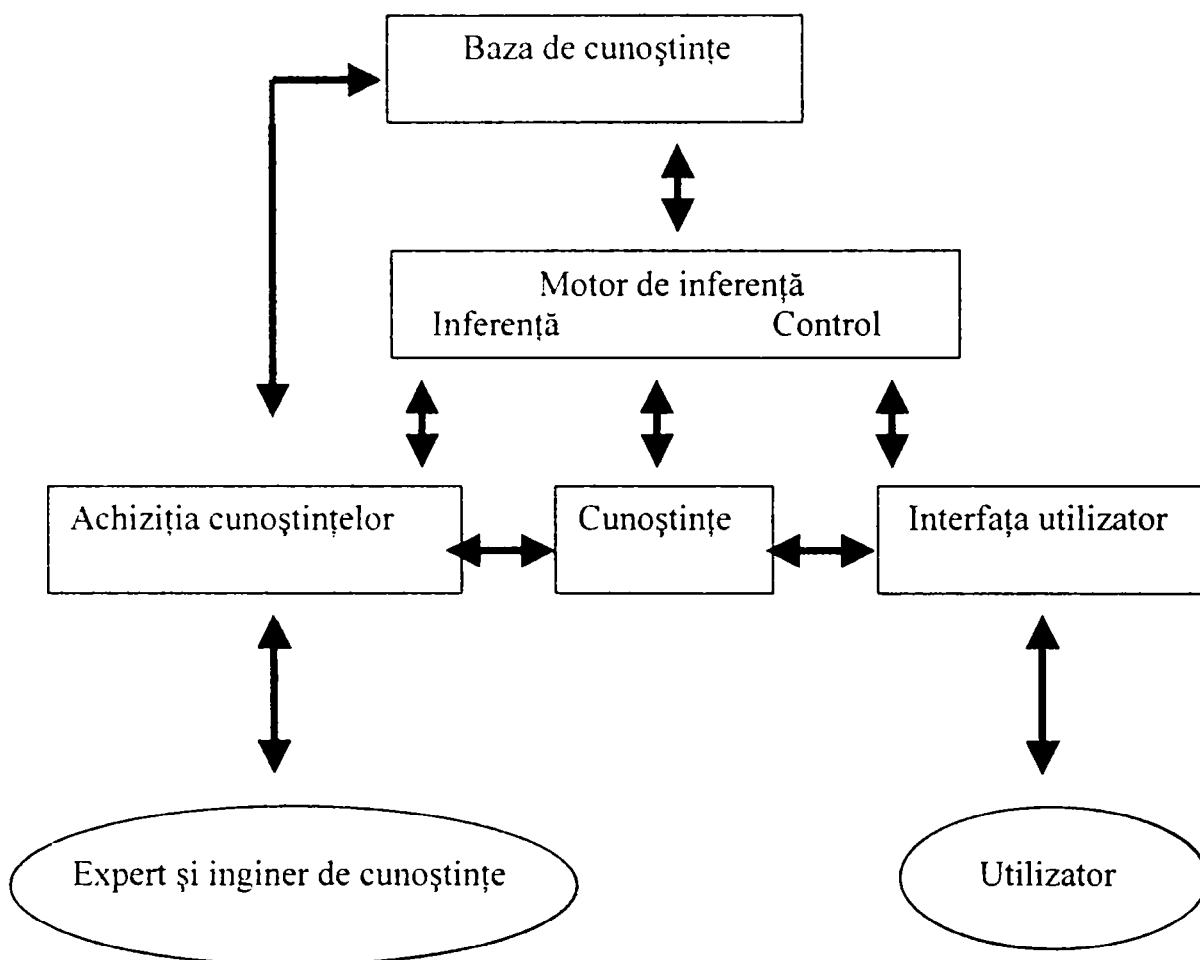 Baza de cunoştinţe
Motor de inferenţă
Inferenţă Control
Achiziţia cunoştinţelor
Cunoştinţe
Interfaţa utilizator
Expert şi inginer de cunoştinţe
Utilizator